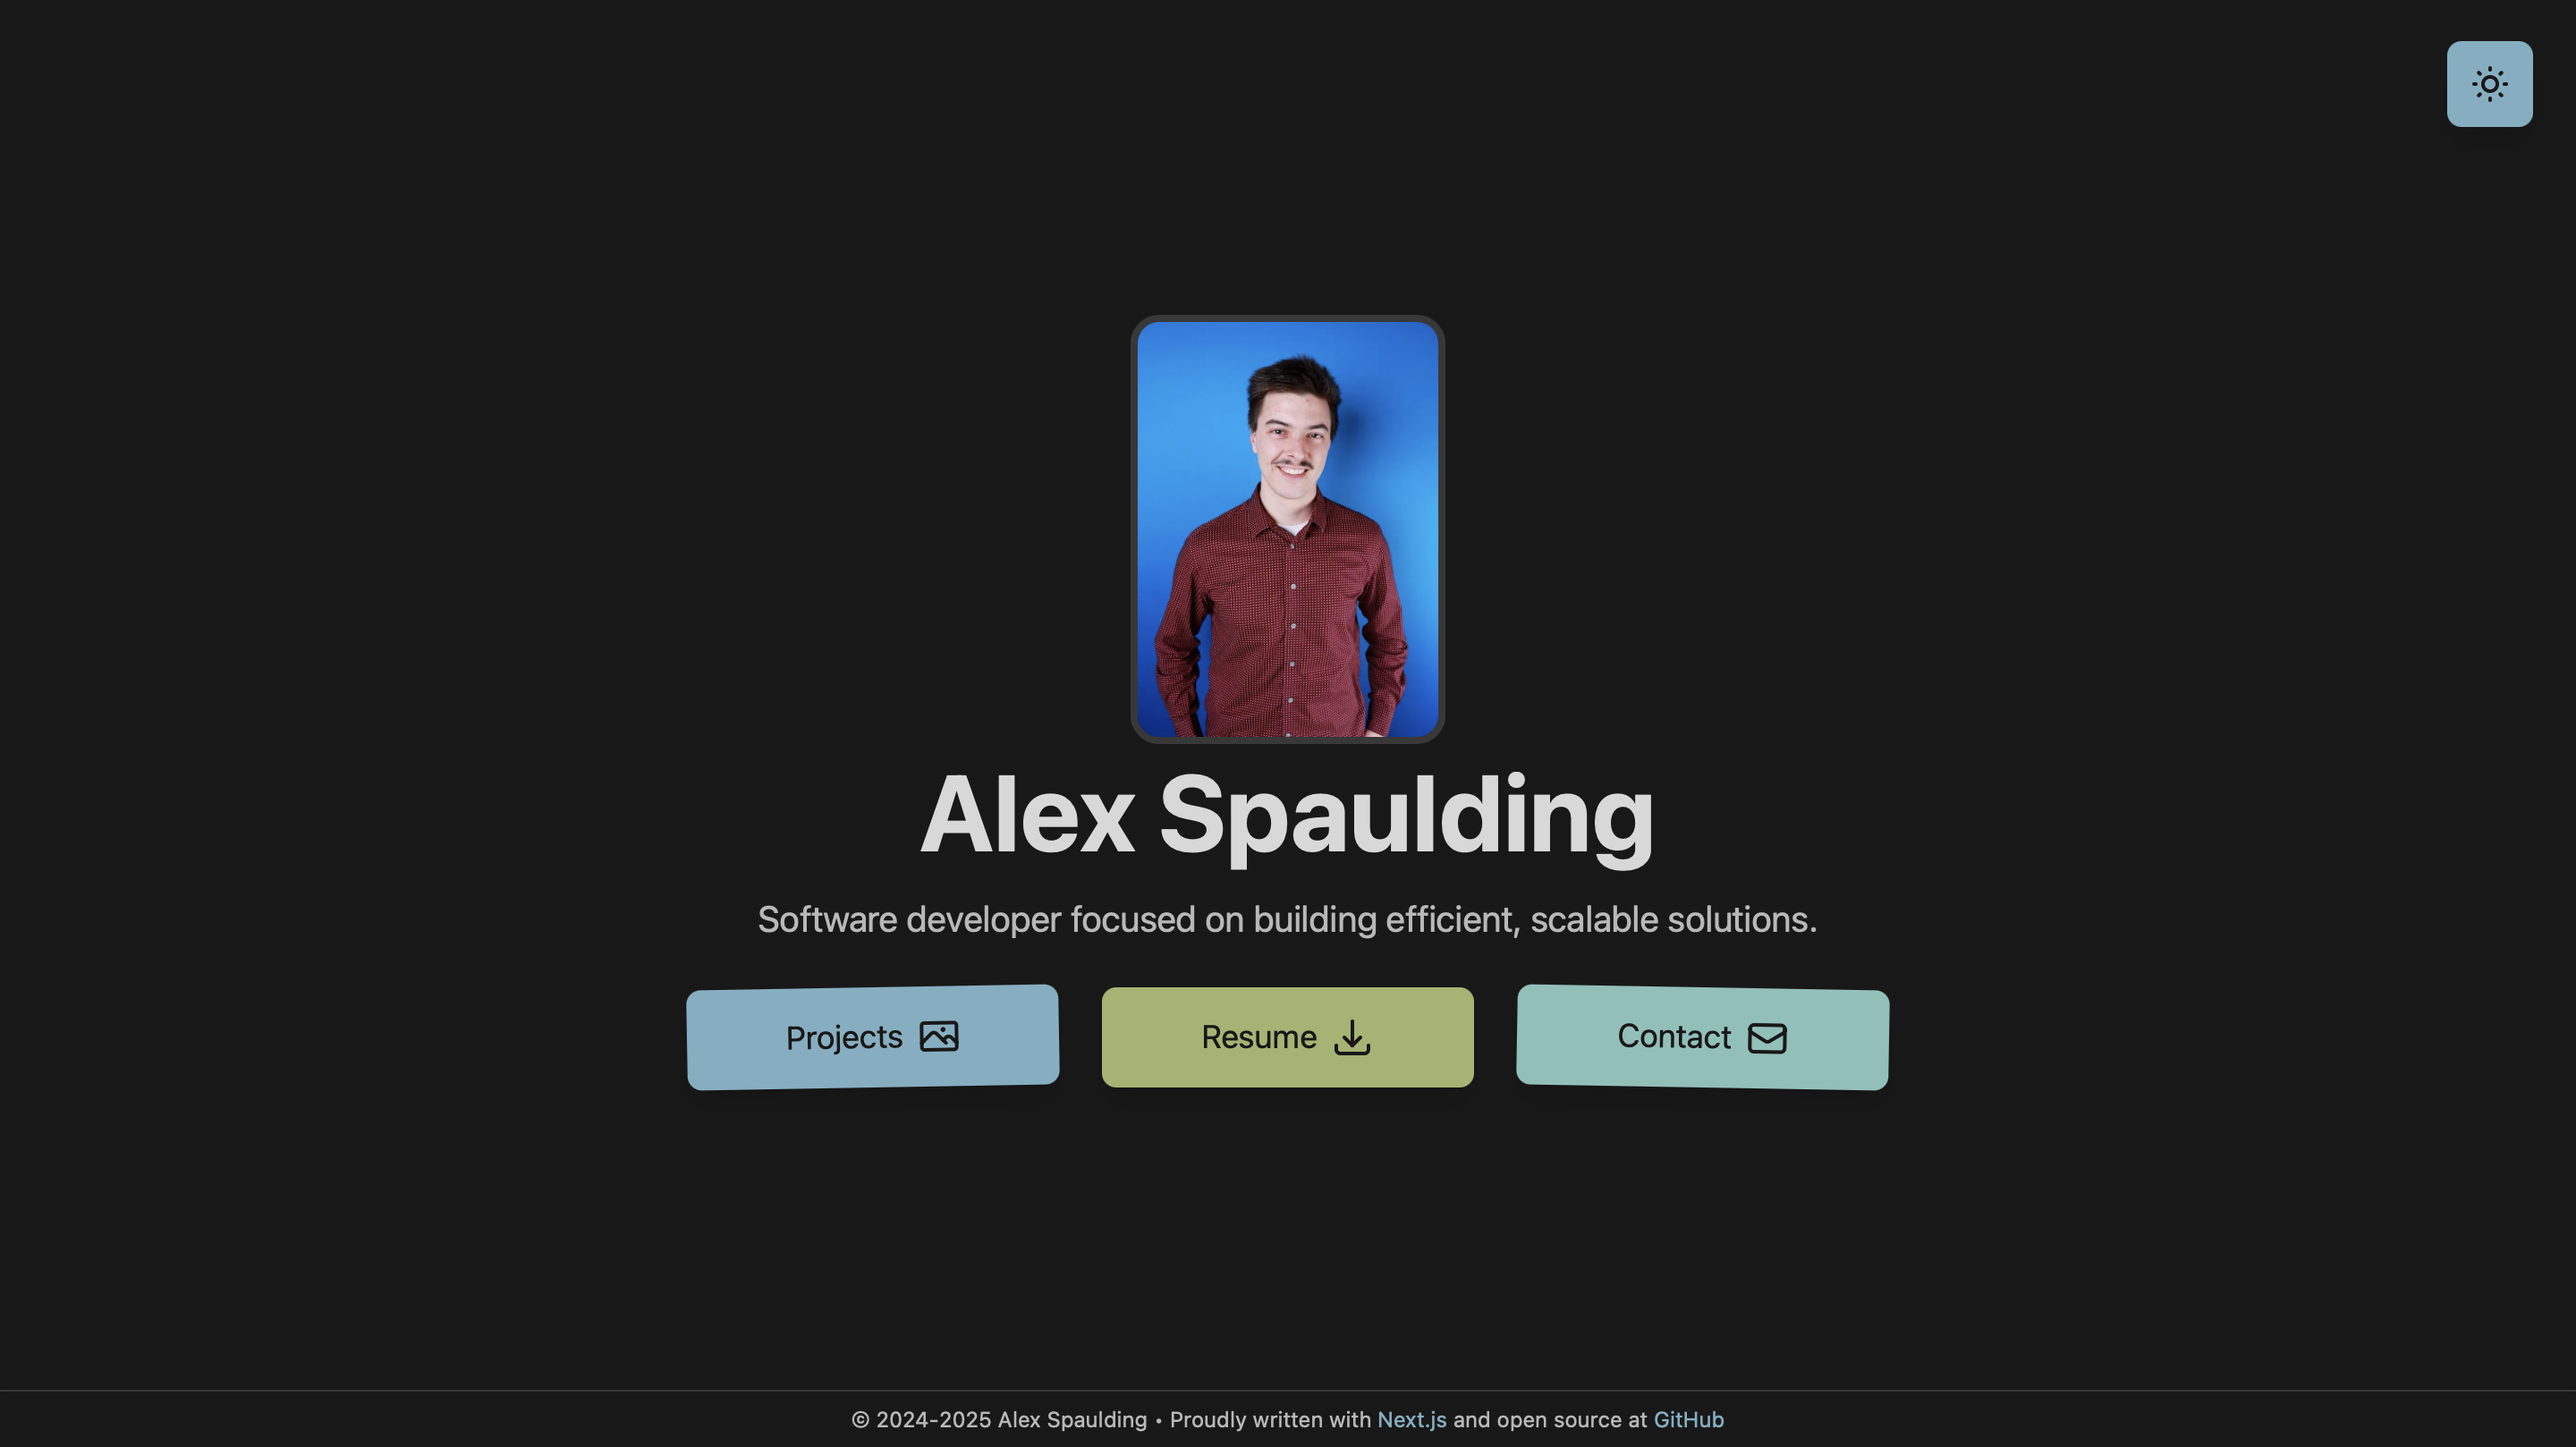 Alex Spaulding
Software developer focused on building efficient, scalable solutions.
Projects
Resume
Contact
© 2024-2025 Alex Spaulding • Proudly written with Next.js and open source at GitHub